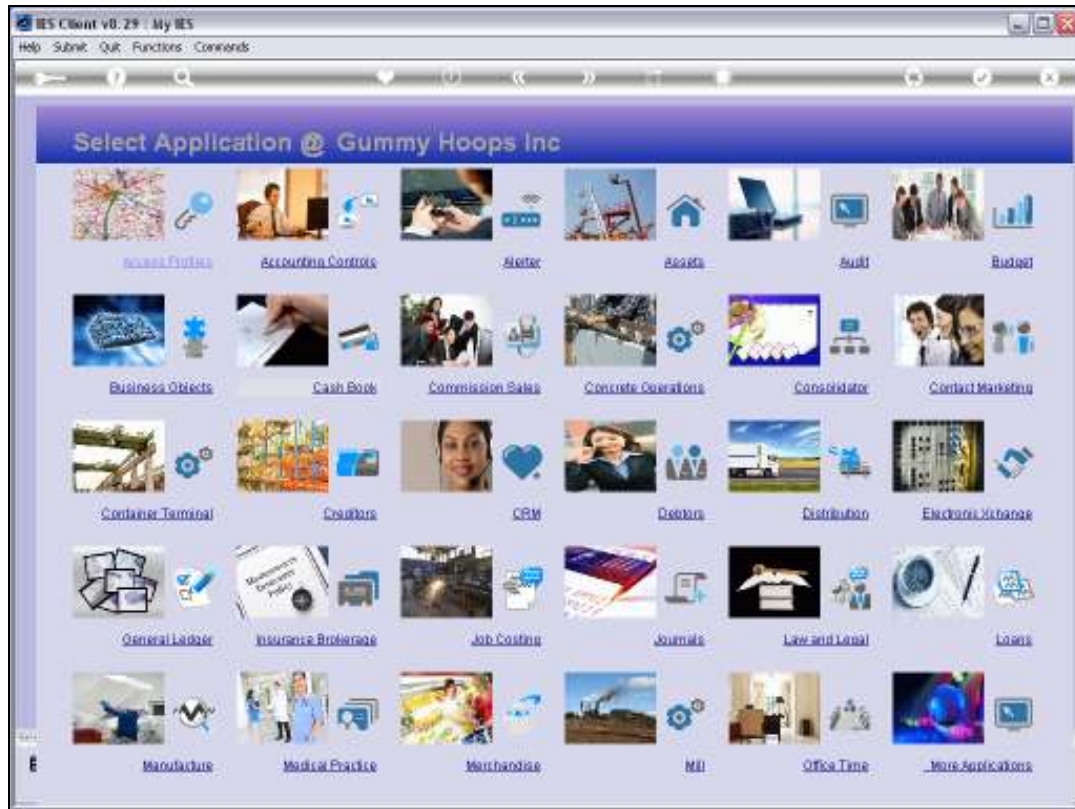 IES Client v8.29 : My IES
Help Submit Quit Functions Commands
Select Application @ Gummy Hoops Inc
Access Profiles Accounting Controls Alerter Assets Audit Budget
Business Objects Cash Book Commission Sales Concrete Operations Consolidator Contact Marketing
Container Terminal Creditors CRM Debtors Distribution Electronic Xchange
General Ledger Insurance Brokerage Job Costing Journals Law and Legal Loans
Manufacture Medical Practice Merchandise Mill Office Time _More Applications